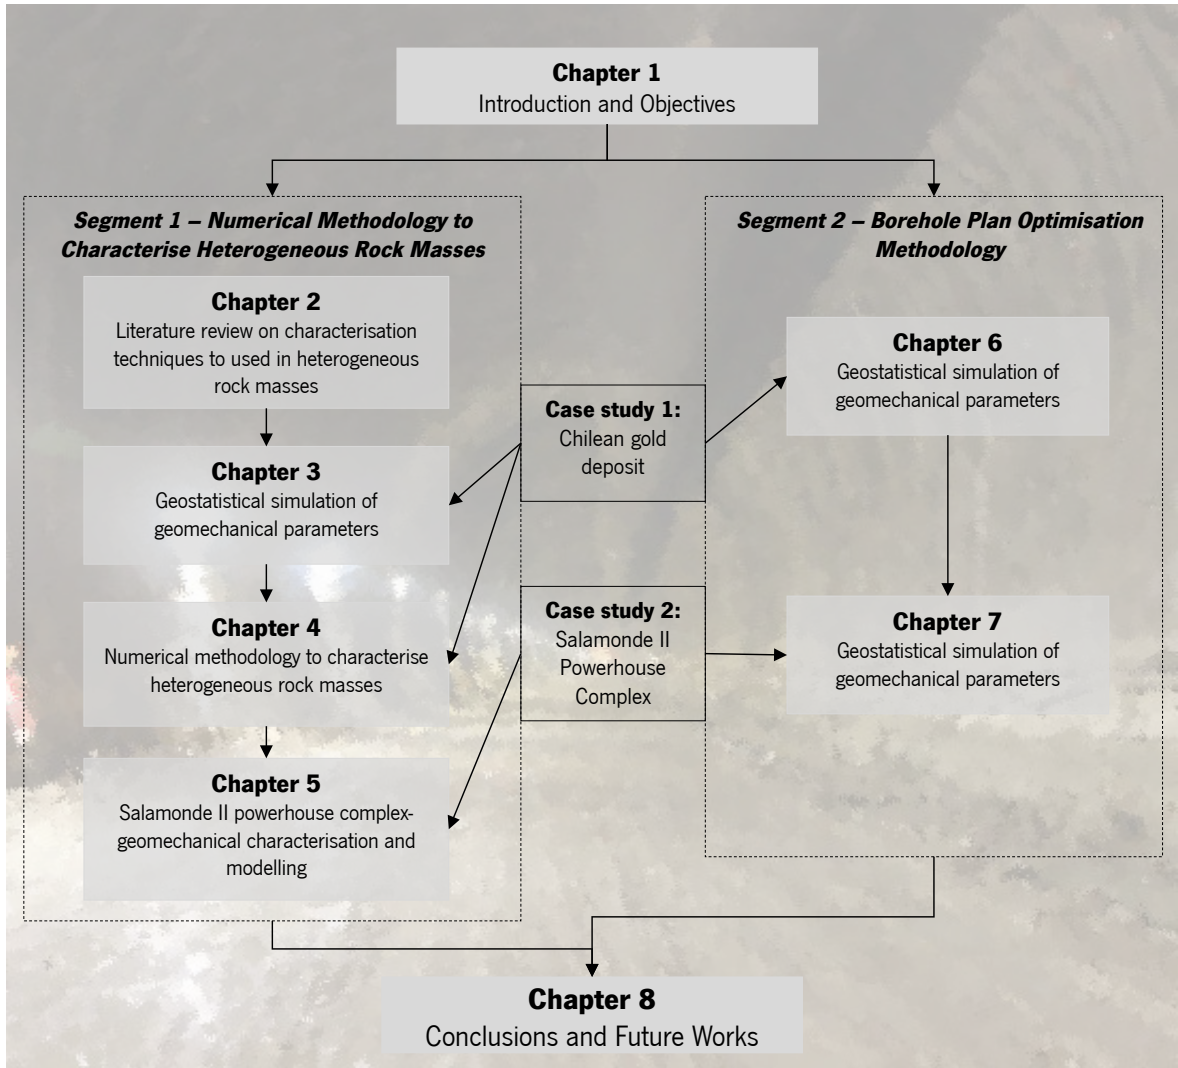 Chapter 1
Introduction and Objectives
Segment 1 – Numerical Methodology to
Characterise Heterogeneous Rock Masses
Chapter 2
Literature review on characterisation
techniques to used in heterogeneous
rock masses
Chapter 3
Geostatistical simulation of
geomechanical parameters
Chapter 4
Numerical methodology to characterise
heterogeneous rock masses
Chapter 5
Salamonde II powerhouse complex-
geomechanical characterisation and
modelling
Case study 1:
Chilean gold
deposit
Case study 2:
Salamonde II
Powerhouse
Complex
Segment 2 – Borehole Plan Optimisation
Methodology
Chapter 6
Geostatistical simulation of
geomechanical parameters
Chapter 7
Geostatistical simulation of
geomechanical parameters
Chapter 8
Conclusions and Future Works